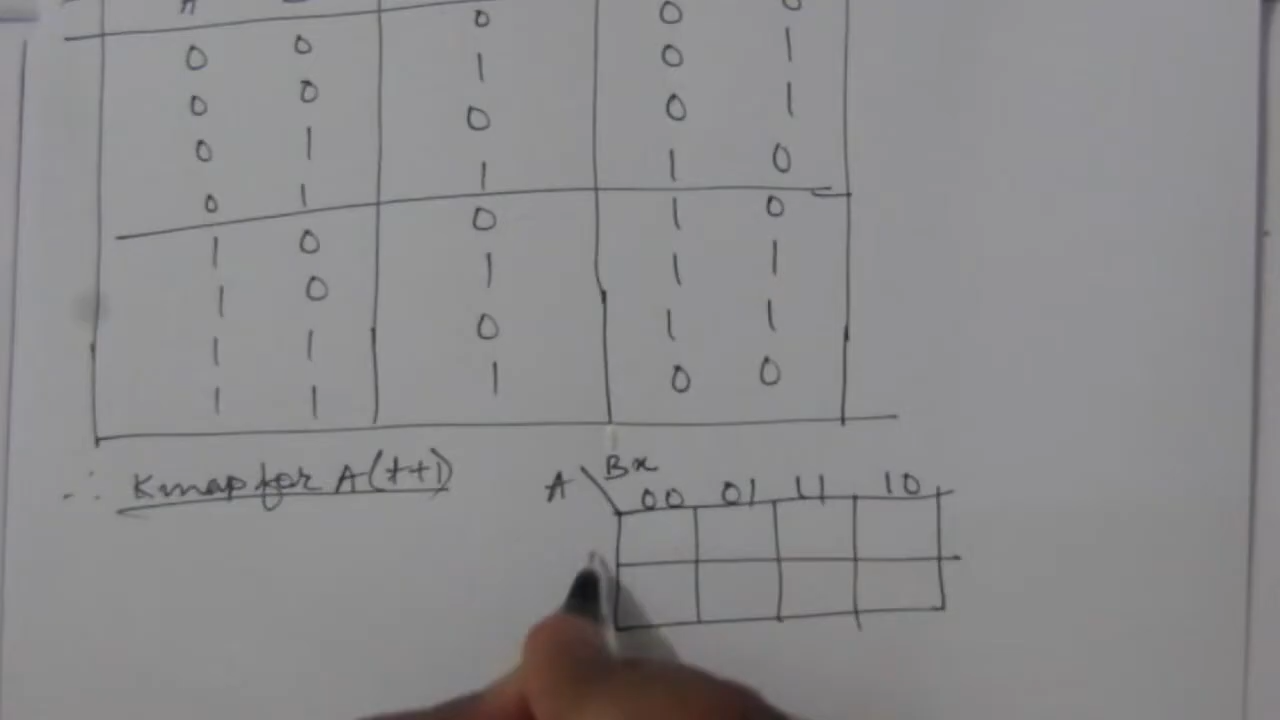 A
0 0 0 0 0
0 0 1 0 1
0 1 0 0 1
0 1 1 1 0
1 0 0 1 0
1 0 1 1 1
1 1 0 1 1
1 1 1 0 0
∴ Kmap for A(t+1)
A Bx
00 01 11 10